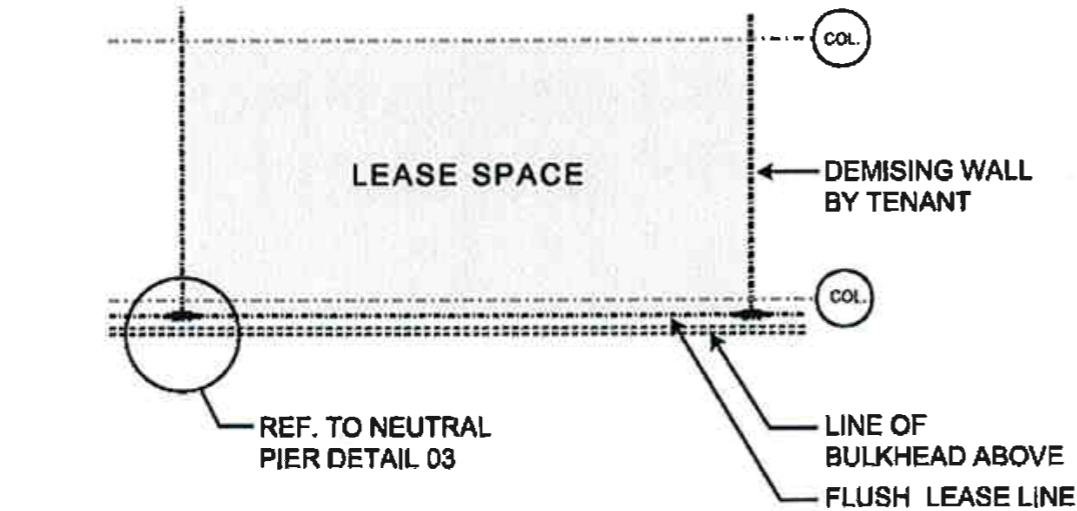 COL.
LEASE SPACE
DEMISING WALL
BY TENANT
COL.
REF. TO NEUTRAL
PIER DETAIL 03
LINE OF
BULKHEAD ABOVE
FLUSH LEASE LINE